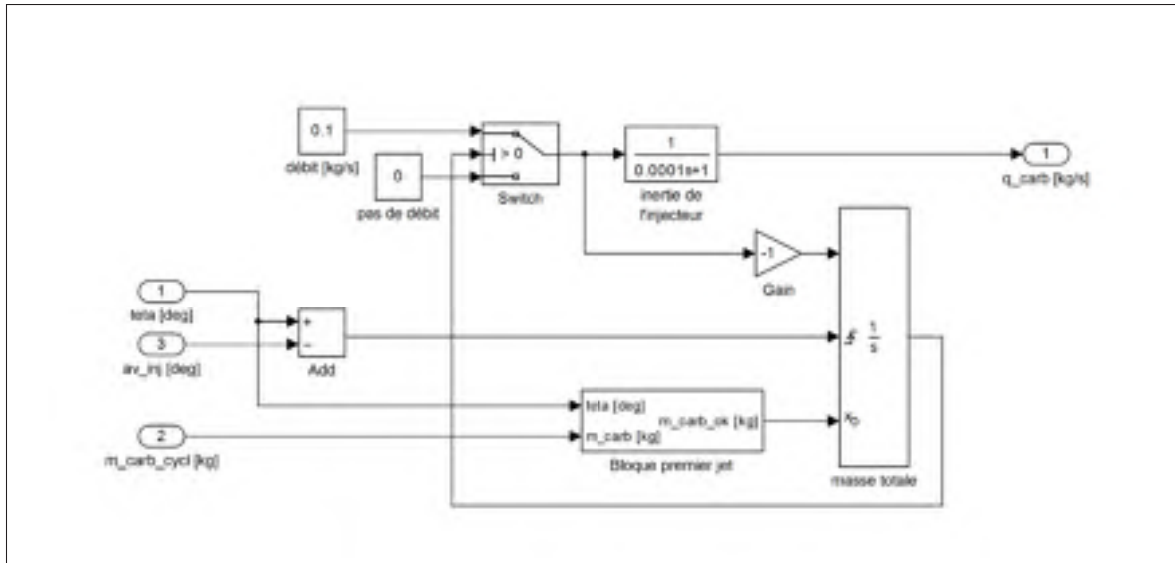 0.1
débit [kg/s]
0
pas de débit
> 0
Switch
1
0.0001s+1
inertie de
l'injecteur
1
q_carb [kg/s]
-1
Gain
1
teta [deg]
3
av_inj [deg]
+
−
Add
2
m_carb_cycl [kg]
teta [deg]
m_carb_ok [kg]
m_carb [kg]
Bloque premier jet
1
s
xo
masse totale